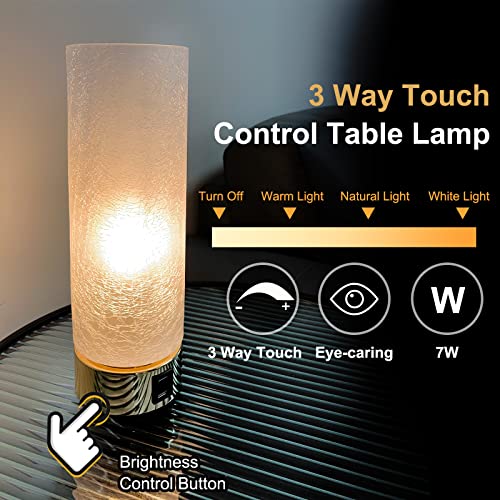 3 Way Touch
Control Table Lamp
Turn Off Warm Light Natural Light White Light
W
3 Way Touch Eye-caring 7W
Brightness
Control Button